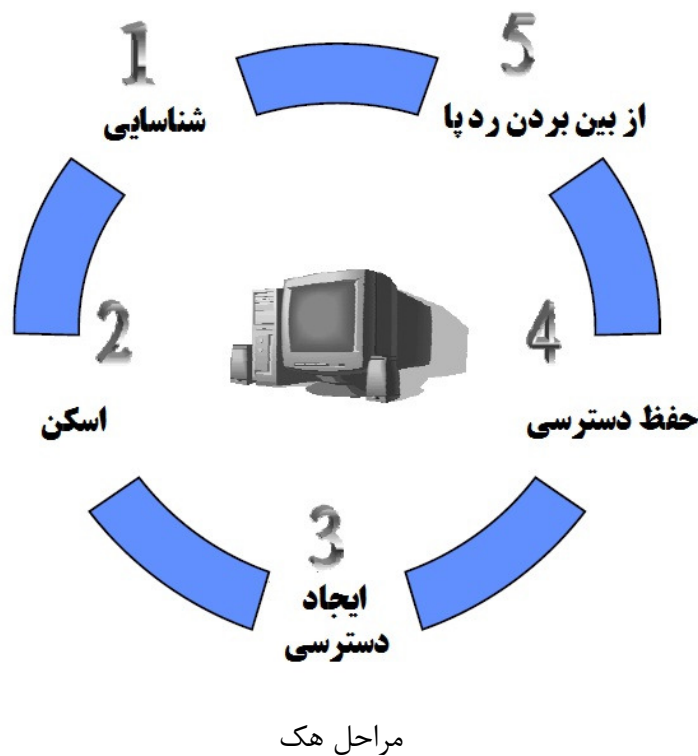 1
شناسایی
2
اسکن
3
ایجاد
دسترسی
4
حفظ دسترسی
5
از بین بردن رد پا
مراحل هک